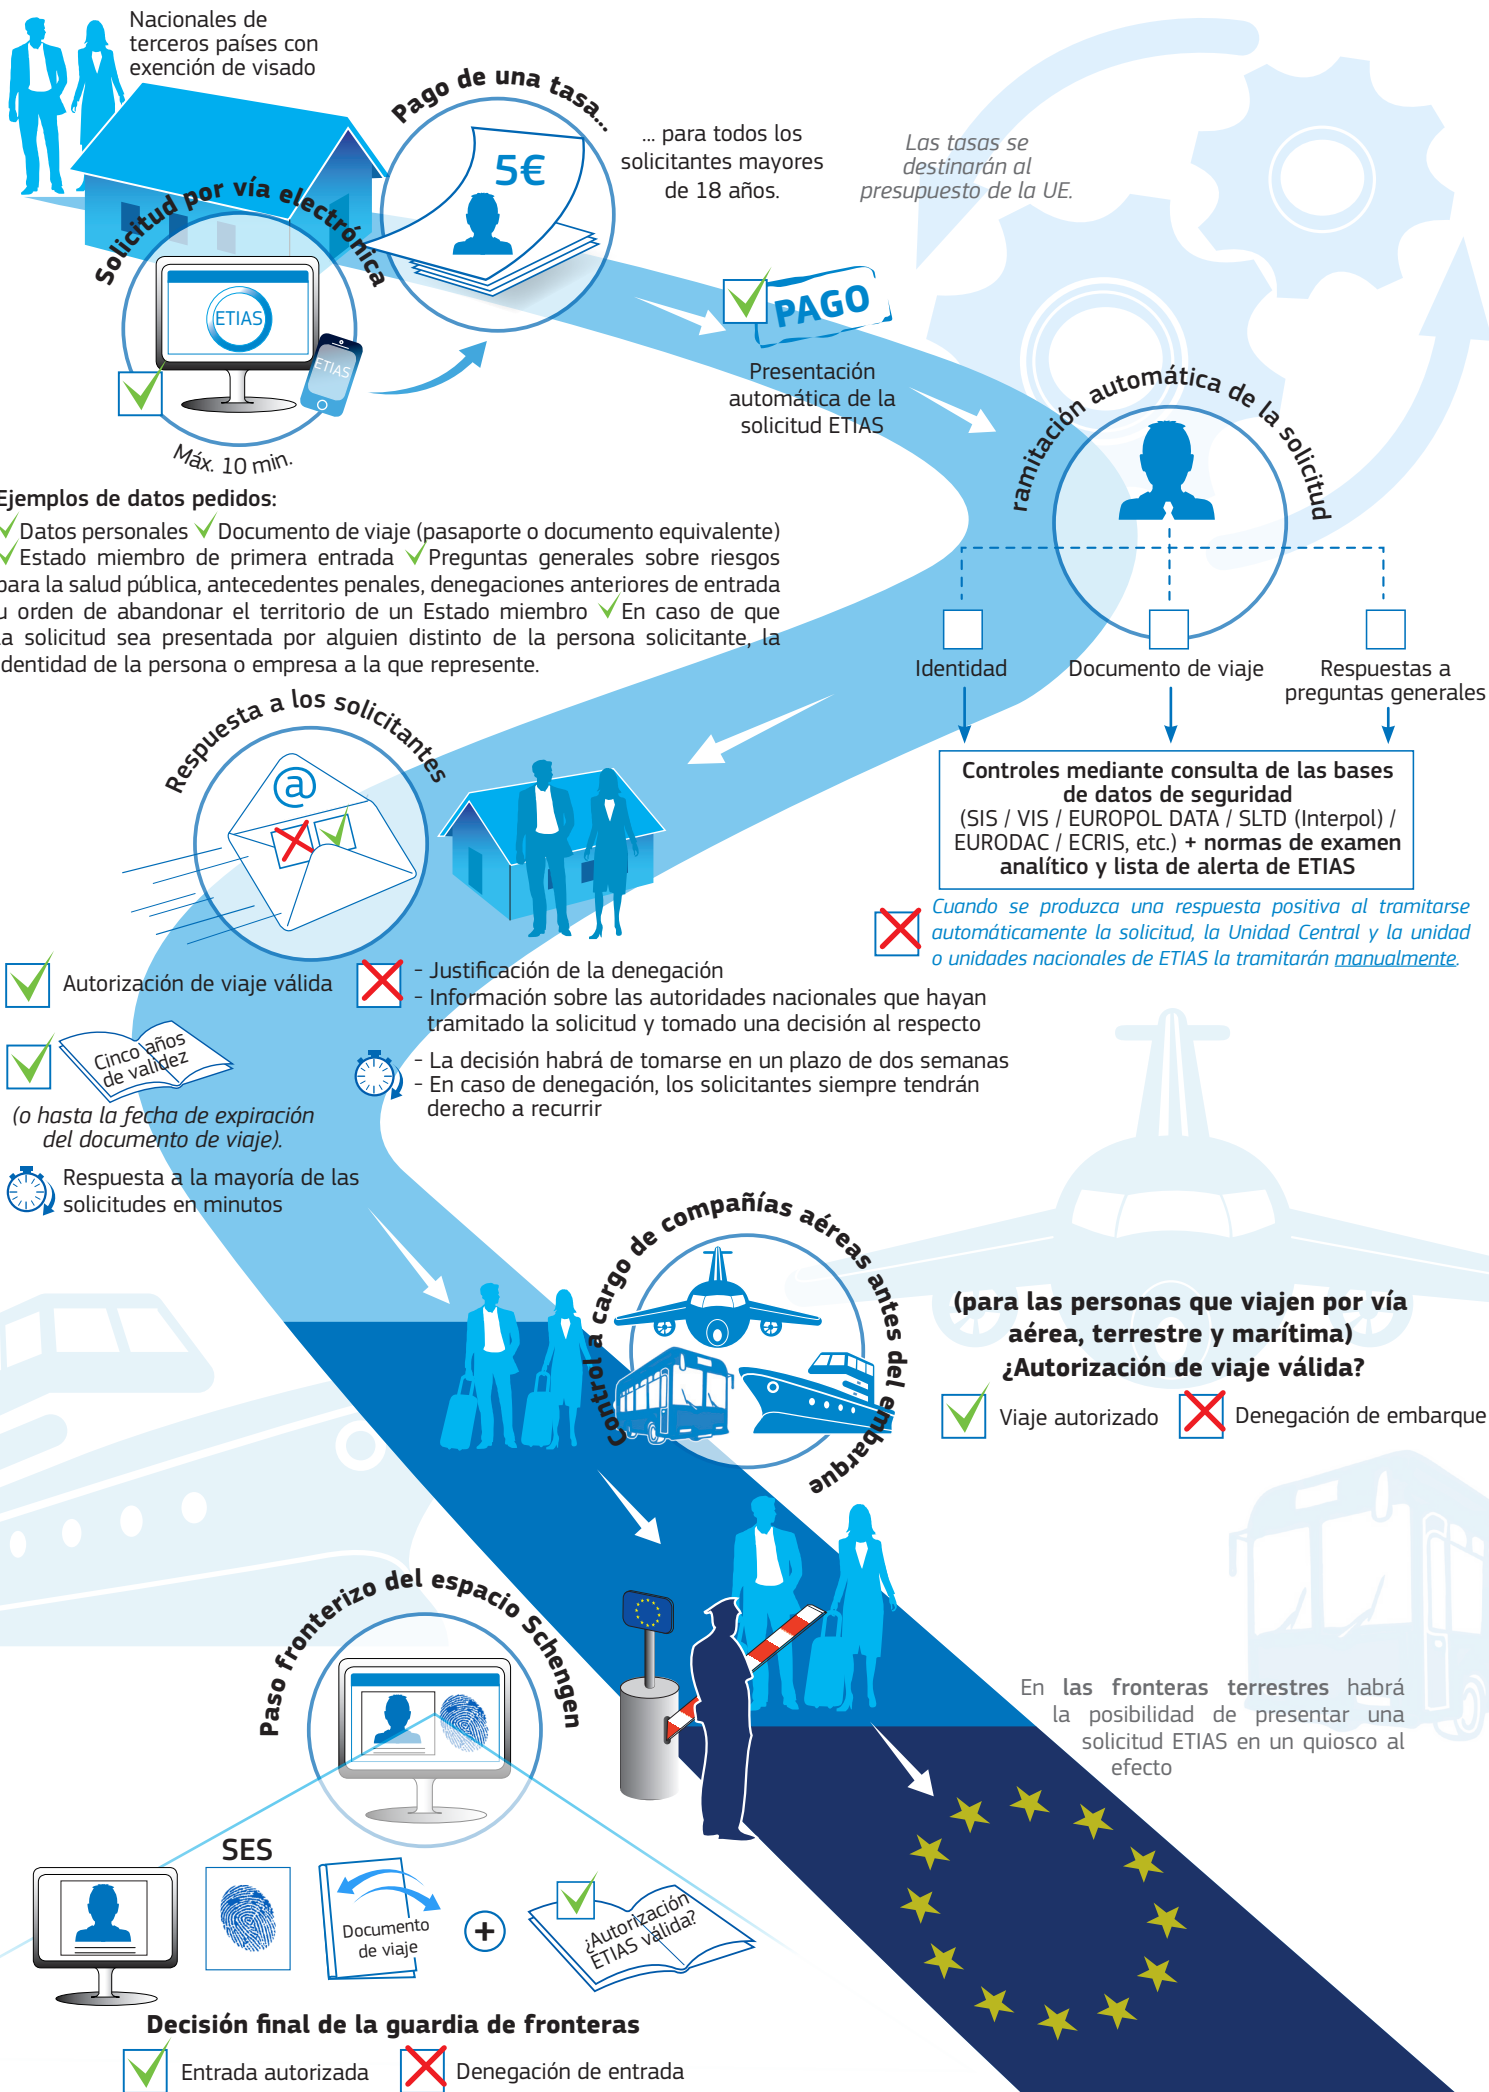 Nacionales de
terceros países con
exención de visado
Pago de una tasa...
5€
... para todos los
solicitantes mayores
de 18 años.
Las tasas se
destinarán al
presupuesto de la UE.
Solicitud por vía electrónica
ETIAS
ETIAS
Máx. 10 min.
PAGO
Presentación
automática de la
solicitud ETIAS
ramitación automática de la solicitud
Ejemplos de datos pedidos:
Datos personales Documento de viaje (pasaporte o documento equivalente)
Estado miembro de primera entrada Preguntas generales sobre riesgos
para la salud pública, antecedentes penales, denegaciones anteriores de entrada
u orden de abandonar el territorio de un Estado miembro En caso de que
la solicitud sea presentada por alguien distinto de la persona solicitante, la
identidad de la persona o empresa a la que represente.
Identidad
Documento de viaje
Respuestas a
preguntas generales
Controles mediante consulta de las bases
de datos de seguridad
(SIS / VIS / EUROPOL DATA / SLTD (Interpol) /
EURODAC / ECRIS, etc.) + normas de examen
analítico y lista de alerta de ETIAS
Cuando se produzca una respuesta positiva al tramitarse
automáticamente la solicitud, la Unidad Central y la unidad
o unidades nacionales de ETIAS la tramitarán manualmente.
Respuesta a los solicitantes
@
Autorización de viaje válida
- Justificación de la denegación
- Información sobre las autoridades nacionales que hayan
tramitado la solicitud y tomado una decisión al respecto
Cinco años
de validez
(o hasta la fecha de expiración
del documento de viaje).
- La decisión habrá de tomarse en un plazo de dos semanas
- En caso de denegación, los solicitantes siempre tendrán
derecho a recurrir
Respuesta a la mayoría de las
solicitudes en minutos
Control a cargo de compañías aéreas antes del embarque
(para las personas que viajen por vía
aérea, terrestre y marítima)
¿Autorización de viaje válida?
Viaje autorizado
Denegación de embarque
Paso fronterizo del espacio Schengen
En las fronteras terrestres habrá
la posibilidad de presentar una
solicitud ETIAS en un quiosco al
efecto
SES
Documento
de viaje
+
¿Autorización
ETIAS válida?
Decisión final de la guardia de fronteras
Entrada autorizada
Denegación de entrada